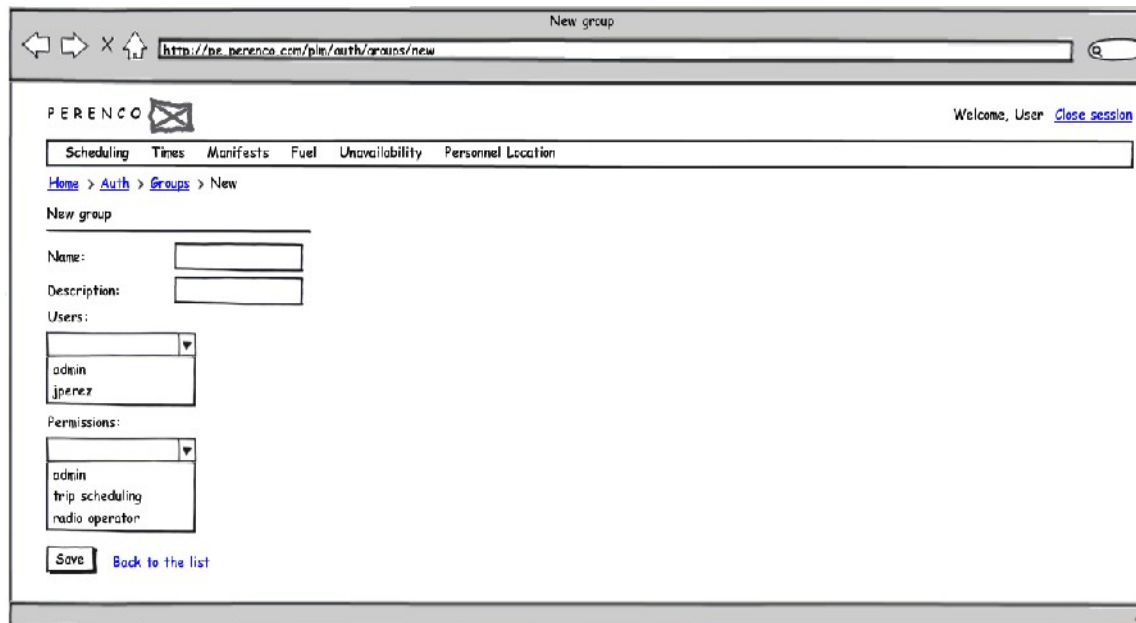 New group
http://pe.perenco.com/plm/auth/groups/new
PERENCO
Welcome, User Close session
Scheduling Times Manifests Fuel Unavailability Personnel Location
Home > Auth > Groups > New
New group
Name:
Description:
Users:
admin
jperez
Permissions:
admin
trip scheduling
radio operator
Save Back to the list